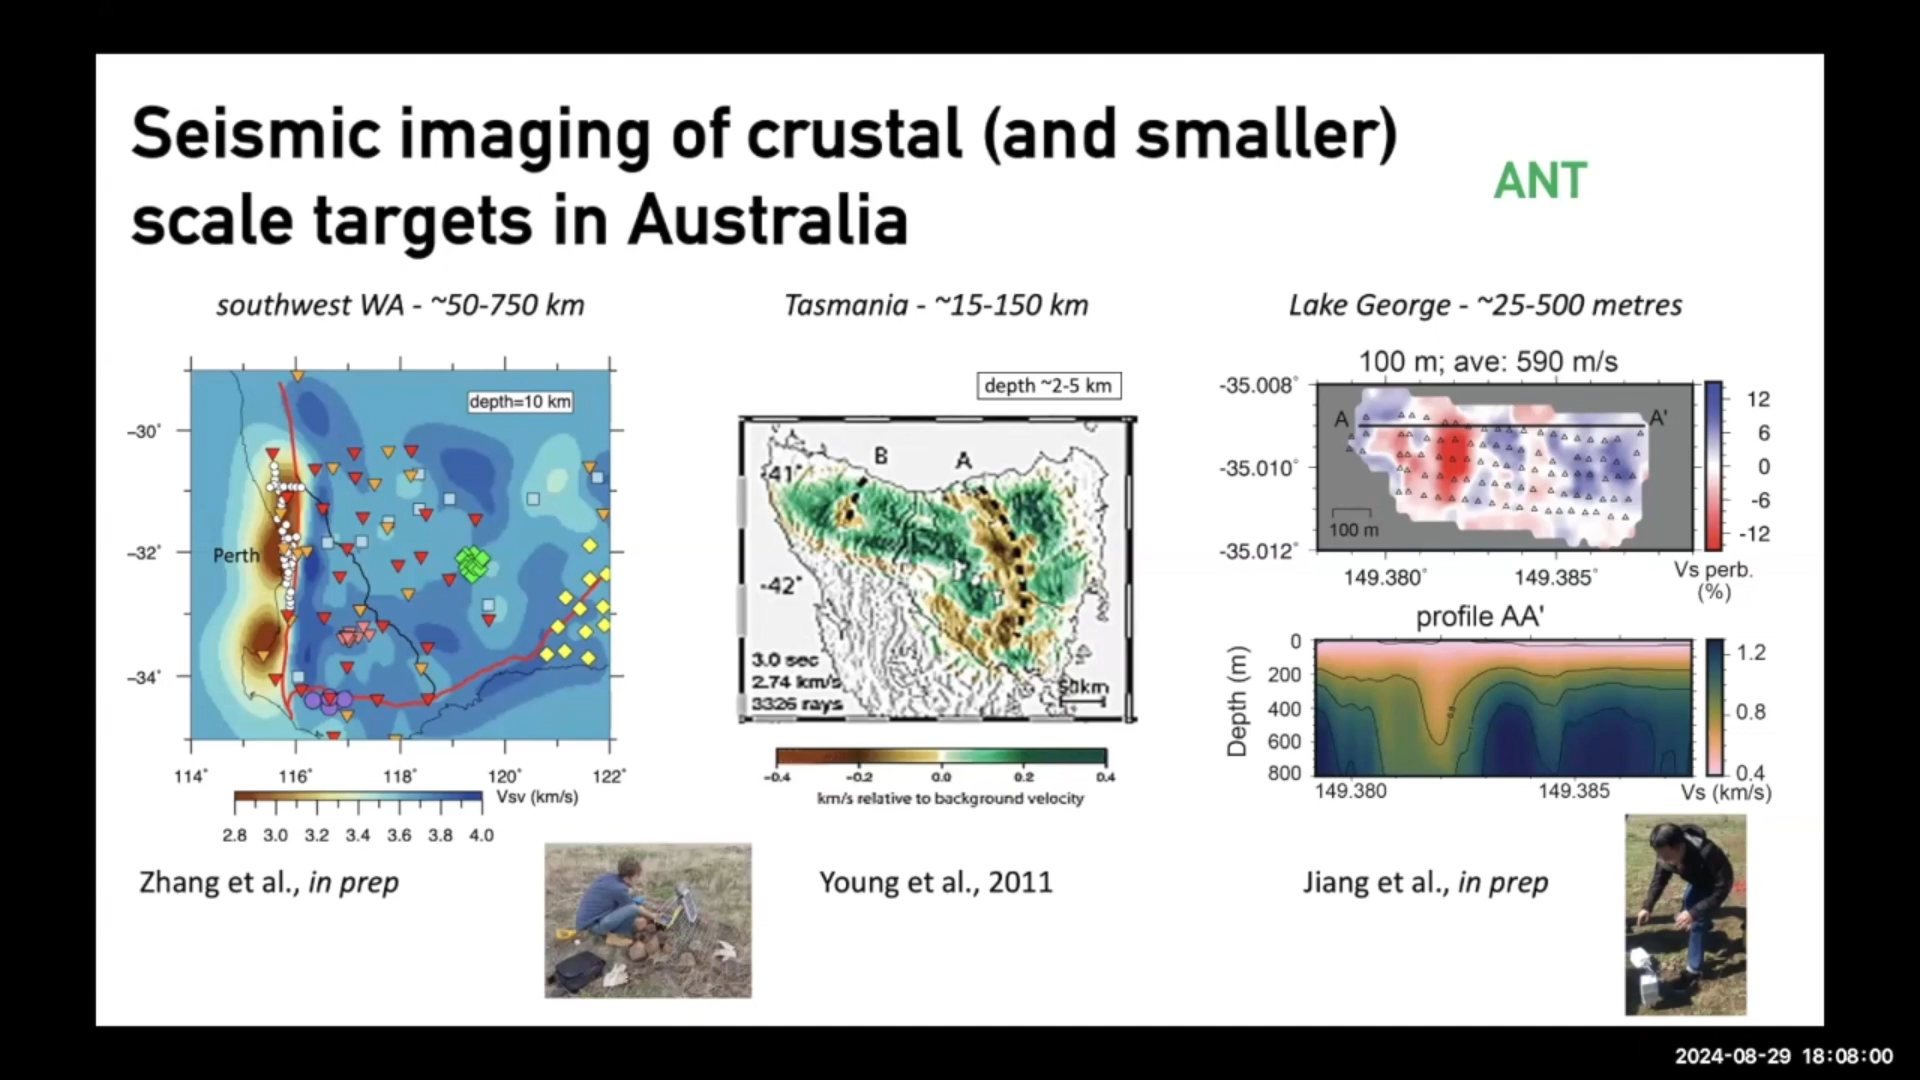 Seismic imaging of crustal (and smaller)
scale targets in Australia
ANT
southwest WA - ~50-750 km
depth=10 km
-30°
-32°
-34°
Perth
114°
116°
118°
120°
122°
Vsv (km/s)
2.8
3.0
3.2
3.4
3.6
3.8
4.0
Zhang et al., in prep
Tasmania - ~15-150 km
depth ~2-5 km
B
A
-41°
-42°
3.0 sec
2.74 km/s
3326 rays
50km
-0.4
-0.2
0.0
0.2
0.4
km/s relative to background velocity
Young et al., 2011
Lake George - ~25-500 metres
100 m; ave: 590 m/s
-35.008°
-35.010°
-35.012°
A
A'
100 m
149.380°
149.385°
12
6
0
-6
-12
Vs perb.
(%)
profile AA'
Depth (m)
0
200
400
600
800
149.380
149.385
1.2
0.8
0.4
Vs (km/s)
Jiang et al., in prep
2024-08-29 18:08:00